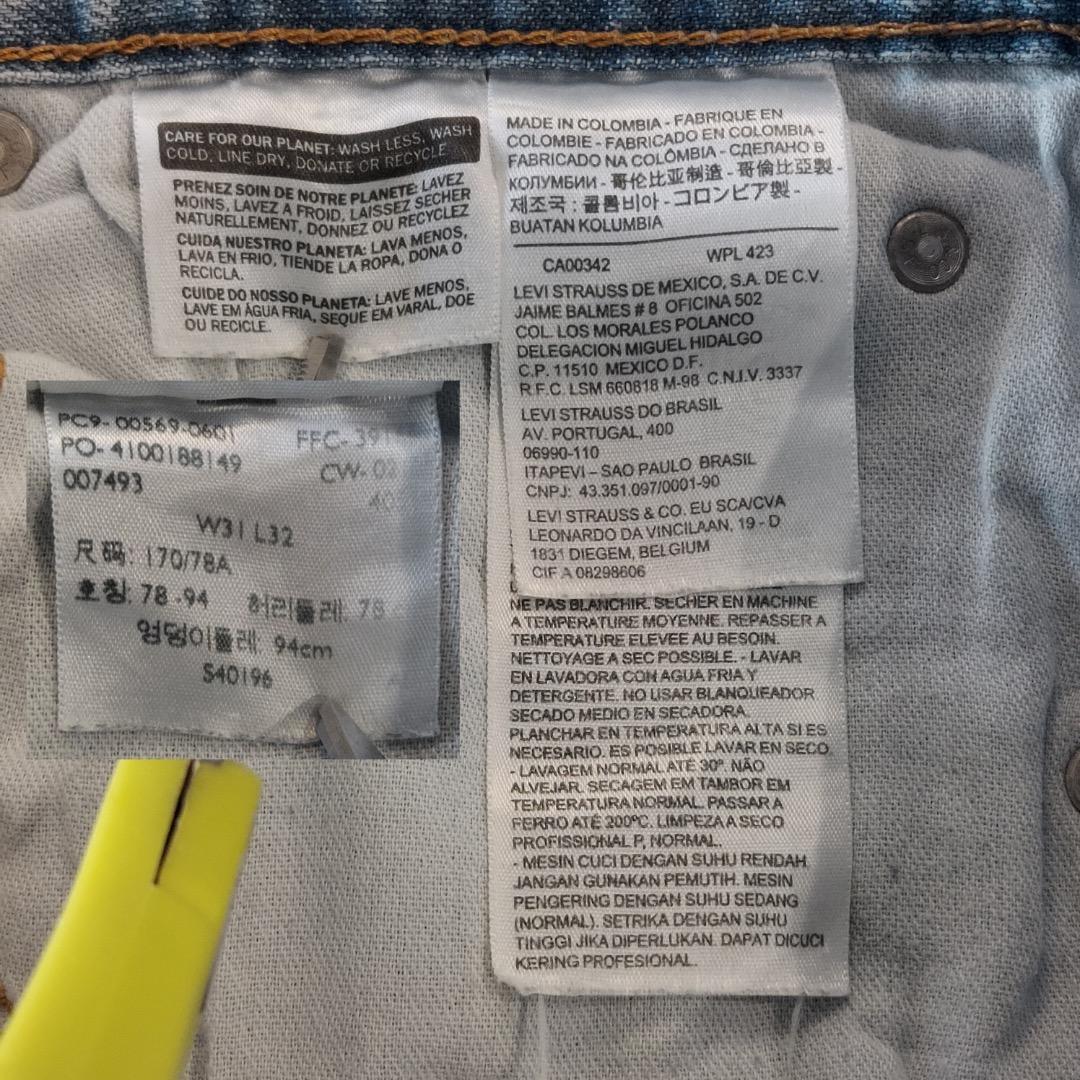 CARE FOR OUR PLANET: WASH LESS, WASH
COLD, LINE DRY, DONATE OR RECYCLE
PRENEZ SOIN DE NOTRE PLANETE: LAVEZ
MOINS, LAVEZ A FROID, LAISSEZ SECHER
NATURELLEMENT, DONNEZ OU RECYCLEZ
CUIDA NUESTRO PLANETA: LAVA MENOS,
LAVA EN FRIO, TIENDE LA ROPA, DONA O
RECICLA.
CUIDE DO NOSSO PLANETA: LAVE MENOS,
LAVE EM ÁGUA FRIA, SEQUE EM VARAL, DOE
OU RECICLE.
PC9-00569-0601 FFC-391
PO-4100188149 CW-02
007493 40
W31 L32
尺码: 170/78A
호칭: 78-94 허리둘레 78
엉덩이둘레 94cm
S40196
MADE IN COLOMBIA - FABRIQUE EN
COLOMBIE - FABRICADO EN COLOMBIA -
FABRICADO NA COLÔMBIA - СДЕЛАНО В
КОЛУМБИИ - 哥伦比亚制造 - 哥倫比亞製 -
제조국 : 콜롬비아 - コロンビア製 -
BUATAN KOLUMBIA
CA00342 WPL 423
LEVI STRAUSS DE MEXICO, S.A. DE C.V.
JAIME BALMES # 8 OFICINA 502
COL. LOS MORALES POLANCO
DELEGACION MIGUEL HIDALGO
C.P. 11510 MEXICO D.F.
R.F.C. LSM 660818 M-98 C.N.I.V. 3337
LEVI STRAUSS DO BRASIL
AV. PORTUGAL, 400
06990-110
ITAPEVI – SAO PAULO BRASIL
CNPJ: 43.351.097/0001-90
LEVI STRAUSS & CO. EU SCA/CVA
LEONARDO DA VINCILAAN, 19 - D
1831 DIEGEM, BELGIUM
CIF A 08298606
NE PAS BLANCHIR. SECHER EN MACHINE
A TEMPERATURE MOYENNE. REPASSER A
TEMPERATURE ELEVEE AU BESOIN.
NETTOYAGE A SEC POSSIBLE. - LAVAR
EN LAVADORA CON AGUA FRIA Y
DETERGENTE. NO USAR BLANQUEADOR
SECADO MEDIO EN SECADORA.
PLANCHAR EN TEMPERATURA ALTA SI ES
NECESARIO. ES POSIBLE LAVAR EN SECO
- LAVAGEM NORMAL ATÉ 30º. NÃO
ALVEJAR. SECAGEM EM TAMBOR EM
TEMPERATURA NORMAL. PASSAR A
FERRO ATÉ 200ºC. LIMPEZA A SECO
PROFISSIONAL P, NORMAL.
- MESIN CUCI DENGAN SUHU RENDAH
JANGAN GUNAKAN PEMUTIH. MESIN
PENGERING DENGAN SUHU SEDANG
(NORMAL). SETRIKA DENGAN SUHU
TINGGI JIKA DIPERLUKAN. DAPAT DICUCI
KERING PROFESIONAL.